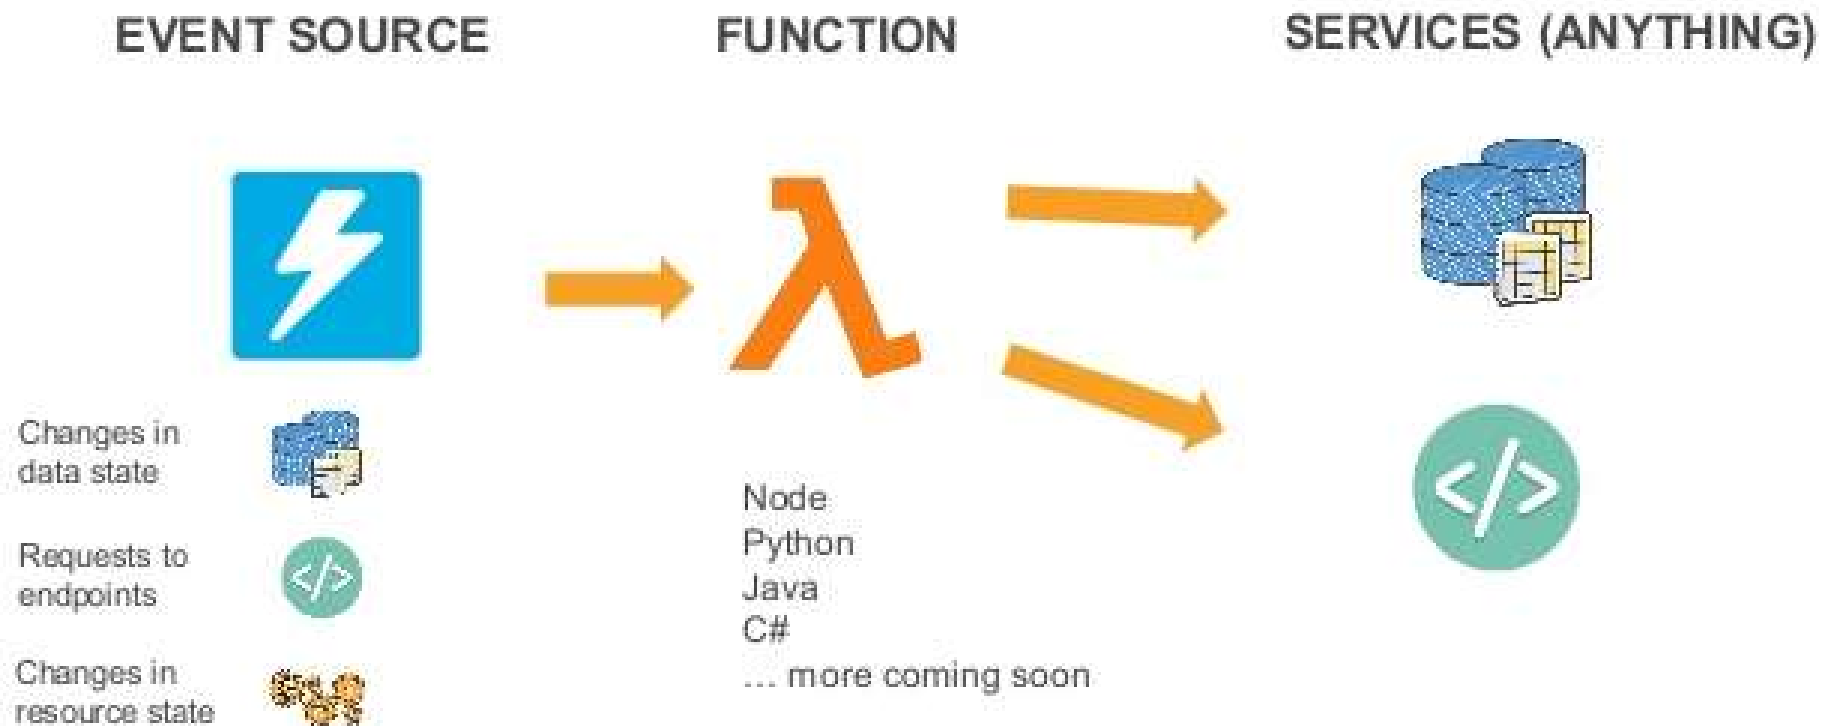 EVENT SOURCE
FUNCTION
SERVICES (ANYTHING)
Changes in
data state
Requests to
endpoints
Changes in
resource state
Node
Python
Java
C#
... more coming soon